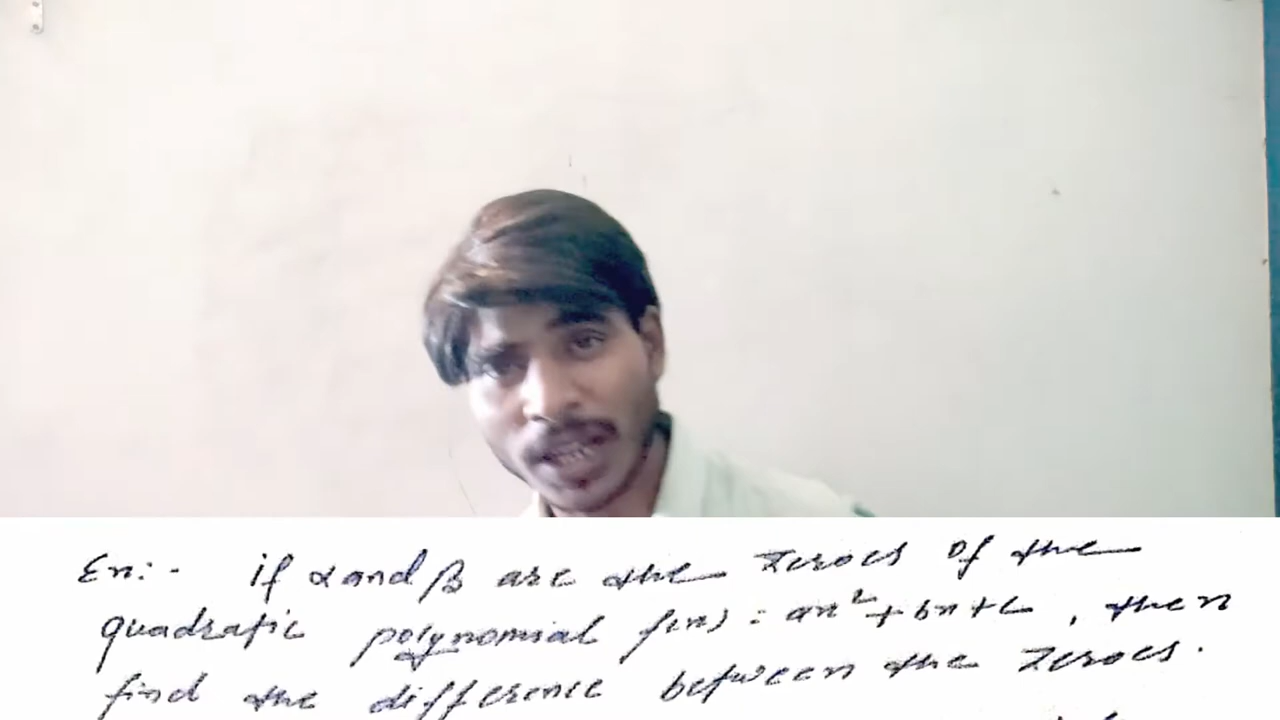 Ex:- if α and β are the zeroes of the
quadratic polynomial f(x) = ax² + bx + c, then
find the difference between the zeroes.